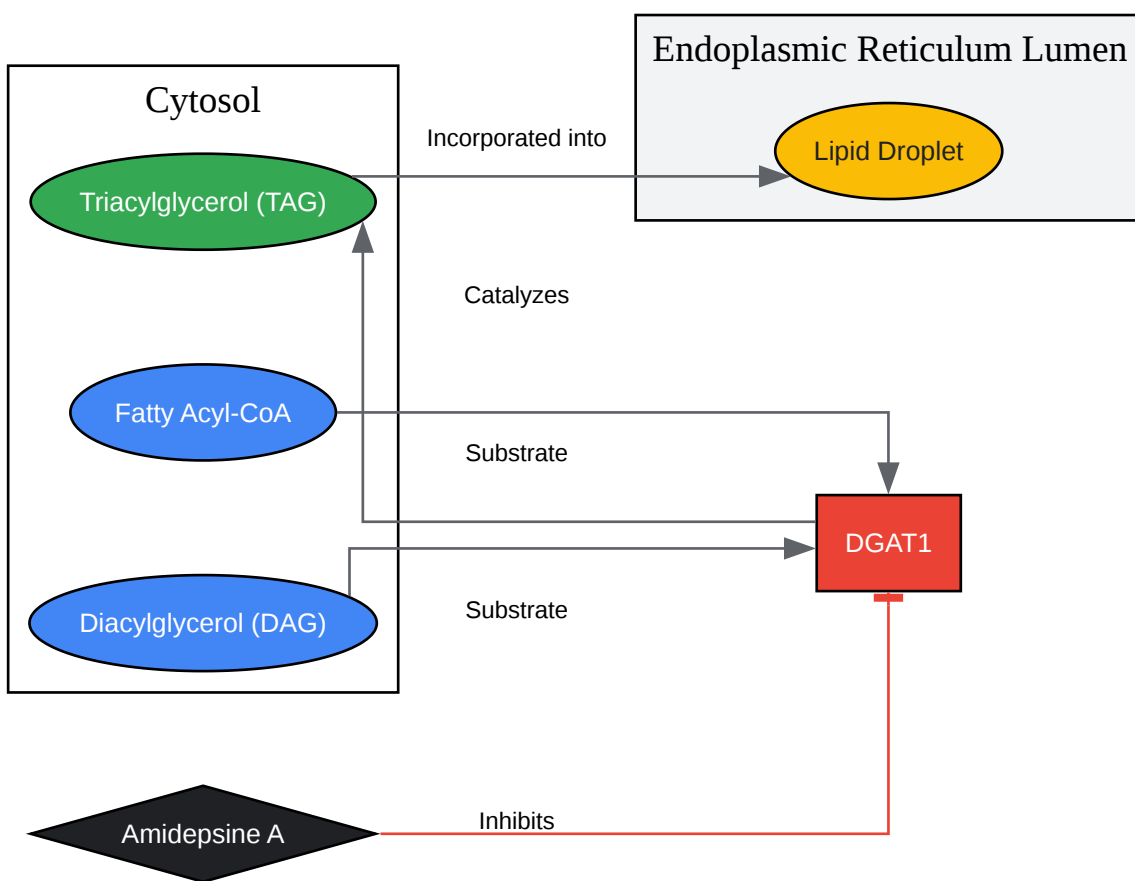 Endoplasmic Reticulum Lumen
Cytosol
Incorporated into
Lipid Droplet
Triacylglycerol (TAG)
Catalyzes
Fatty Acyl-CoA
Substrate
DGAT1
Substrate
Diacylglycerol (DAG)
Inhibits
Amidepsine A